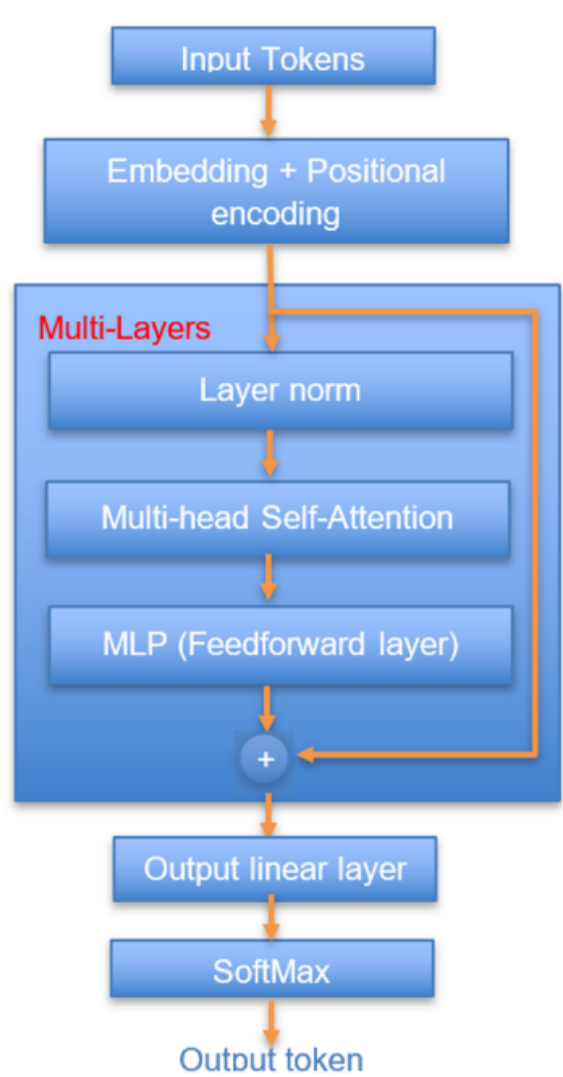 Input Tokens
Embedding + Positional
encoding
Multi-Layers
Layer norm
Multi-head Self-Attention
MLP (Feedforward layer)
+
Output linear layer
SoftMax
Output token